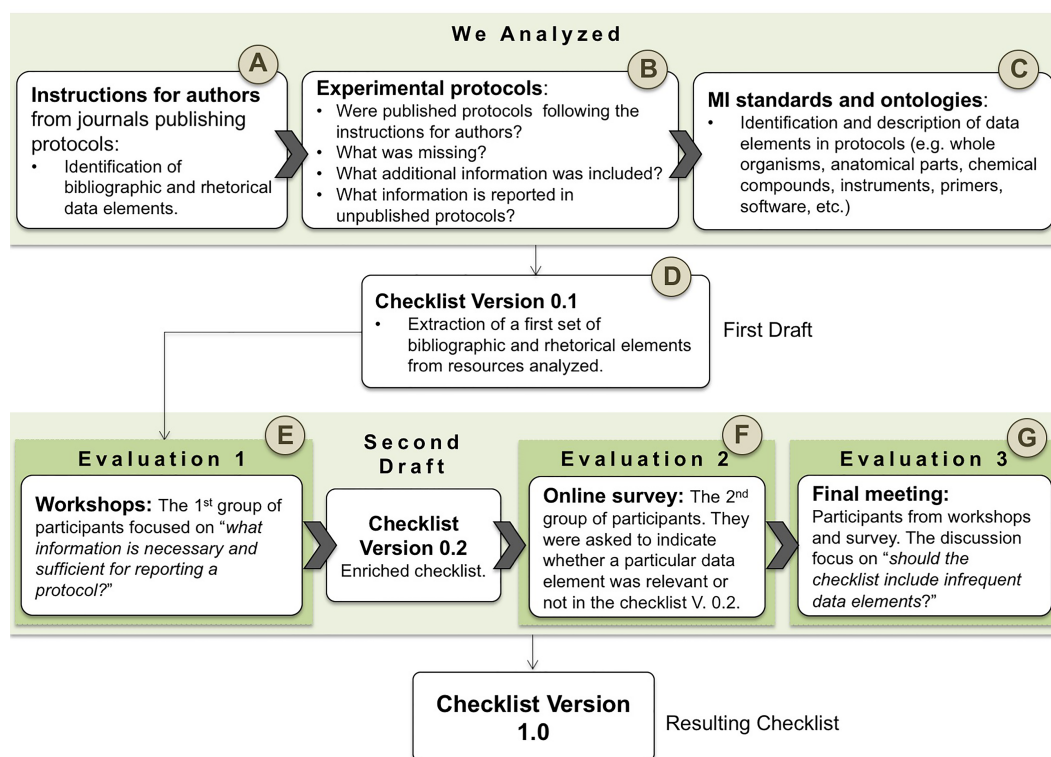 We Analyzed
A
Instructions for authors
from journals publishing
protocols:
• Identification of
bibliographic and rhetorical
data elements.
B
Experimental protocols:
• Were published protocols following the
instructions for authors?
• What was missing?
• What additional information was included?
• What information is reported in
unpublished protocols?
C
MI standards and ontologies:
• Identification and description of data
elements in protocols (e.g. whole
organisms, anatomical parts, chemical
compounds, instruments, primers,
software, etc.)
D
Checklist Version 0.1
• Extraction of a first set of
bibliographic and rhetorical elements
from resources analyzed.
First Draft
E
Evaluation 1
Workshops: The 1st group of
participants focused on “what
information is necessary and
sufficient for reporting a
protocol?”
Second
Draft
Checklist
Version 0.2
Enriched checklist.
F
Evaluation 2
Online survey: The 2nd
group of participants. They
were asked to indicate
whether a particular data
element was relevant or
not in the checklist V. 0.2.
G
Evaluation 3
Final meeting:
Participants from workshops
and survey. The discussion
focus on “should the
checklist include infrequent
data elements?”
Checklist Version
1.0
Resulting Checklist